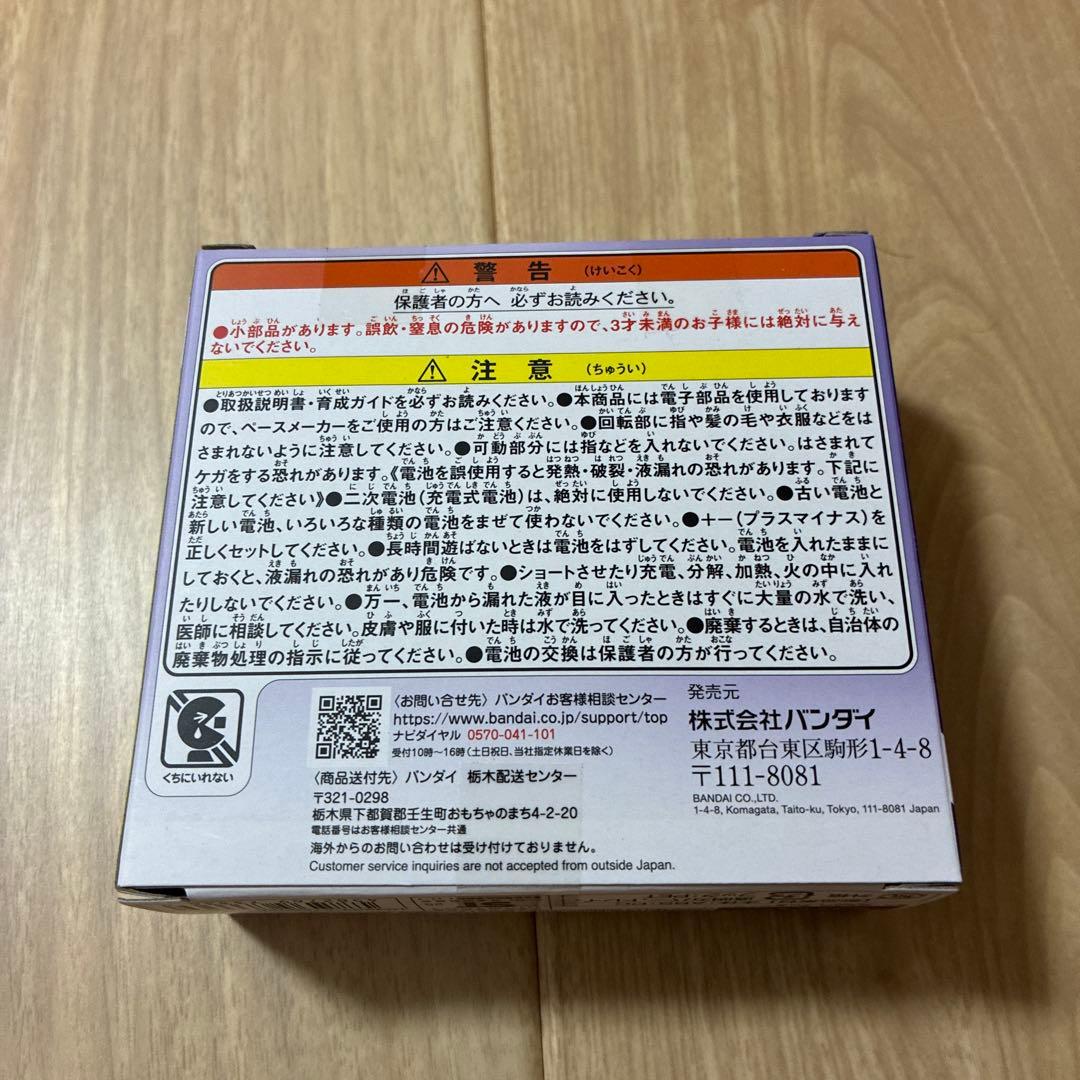 ⚠ 警告 (けいこく)
保護者の方へ 必ずお読みください。
●小部品があります。誤飲・窒息の危険がありますので、3才未満のお子様には絶対に与え
ないでください。
⚠ 注意 (ちゅうい)
●取扱説明書・育成ガイドを必ずお読みください。●本商品には電子部品を使用しております
ので、ペースメーカーをご使用の方はご注意ください。●回転部に指や髪の毛や衣服などをは
さまれないように注意してください。●可動部分には指などを入れないでください。はさまれて
ケガをする恐れがあります。《電池を誤使用すると発熱・破裂・液漏れの恐れがあります。下記に
注意してください》●二次電池(充電式電池)は、絶対に使用しないでください。●古い電池と
新しい電池、いろいろな種類の電池をまぜて使わないでください。●+-(プラスマイナス)を
正しくセットしてください。●長時間遊ばないときは電池をはずしてください。電池を入れたままに
しておくと、液漏れの恐れがあり危険です。●ショートさせたり充電、分解、加熱、火の中に入れ
たりしないでください。●万一、電池から漏れた液が目に入ったときはすぐに大量の水で洗い、
医師に相談してください。皮膚や服に付いた時は水で洗ってください。●廃棄するときは、自治体の
廃棄物処理の指示に従ってください。●電池の交換は保護者の方が行ってください。
くちにいれない
〈お問い合せ先〉バンダイお客様相談センター
https://www.bandai.co.jp/support/top
ナビダイヤル 0570-041-101
受付10時～16時(土日祝日、当社指定休業日を除く)
〈商品送付先〉バンダイ 栃木配送センター
〒321-0298
栃木県下都賀郡壬生町おもちゃのまち4-2-20
電話番号はお客様相談センター共通
海外からのお問い合わせは受け付けておりません。
Customer service inquiries are not accepted from outside Japan.
発売元
株式会社バンダイ
東京都台東区駒形1-4-8
〒111-8081
BANDAI CO.,LTD.
1-4-8, Komagata, Taito-ku, Tokyo, 111-8081 Japan